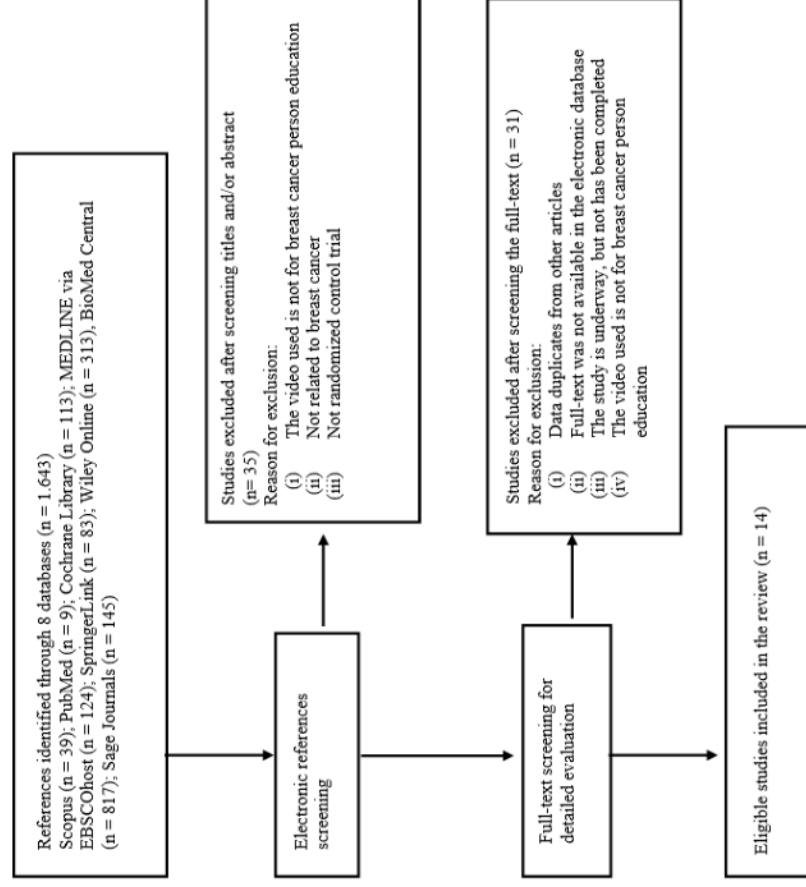 References identified through 8 databases (n = 1.643)
Scopus (n = 39); PubMed (n = 9); Cochrane Library (n = 113); MEDLINE via
EBSCOhost (n = 124); SpringerLink (n = 83); Wiley Online (n = 313), BioMed Central
(n = 817); Sage Journals (n = 145)
Electronic references
screening
Studies excluded after screening titles and/or abstract
(n= 35)
Reason for exclusion:
(i) The video used is not for breast cancer person education
(ii) Not related to breast cancer
(iii) Not randomized control trial
Full-text screening for
detailed evaluation
Studies excluded after screening the full-text (n = 31)
Reason for exclusion:
(i) Data duplicates from other articles
(ii) Full-text was not available in the electronic database
(iii) The study is underway, but not has been completed
(iv) The video used is not for breast cancer person
education
Eligible studies included in the review (n = 14)